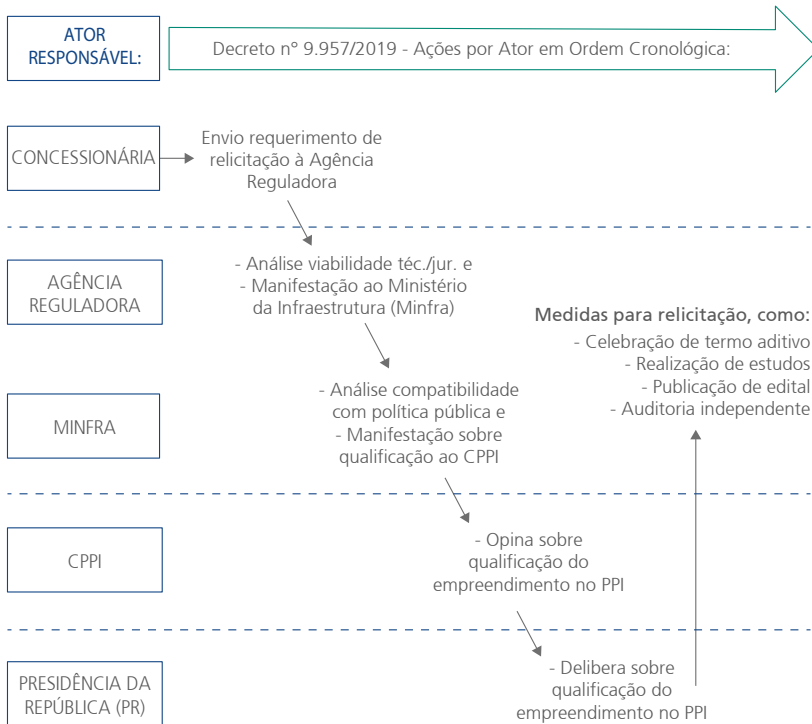 ATOR
RESPONSÁVEL:
Decreto nº 9.957/2019 - Ações por Ator em Ordem Cronológica:
CONCESSIONÁRIA
Envio requerimento de
relicitação à Agência
Reguladora
AGÊNCIA
REGULADORA
- Análise viabilidade téc./jur. e
- Manifestação ao Ministério
da Infraestrutura (Minfra)
Medidas para relicitação, como:
- Celebração de termo aditivo
- Realização de estudos
- Publicação de edital
- Auditoria independente
MINFRA
- Análise compatibilidade
com política pública e
- Manifestação sobre
qualificação ao CPPI
CPPI
- Opina sobre
qualificação do
empreendimento no PPI
PRESIDÊNCIA DA
REPÚBLICA (PR)
- Delibera sobre
qualificação do
empreendimento no PPI